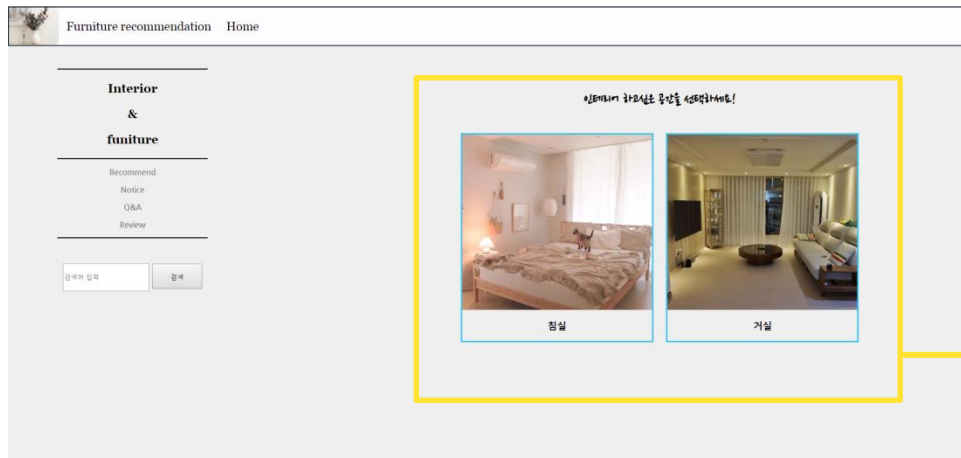 Furniture recommendation Home
Interior
&
funiture
Recommend
Notice
Q&A
Review
검색어 입력 검색
인테리어 하고싶은 공간을 선택하세요!
침실 거실